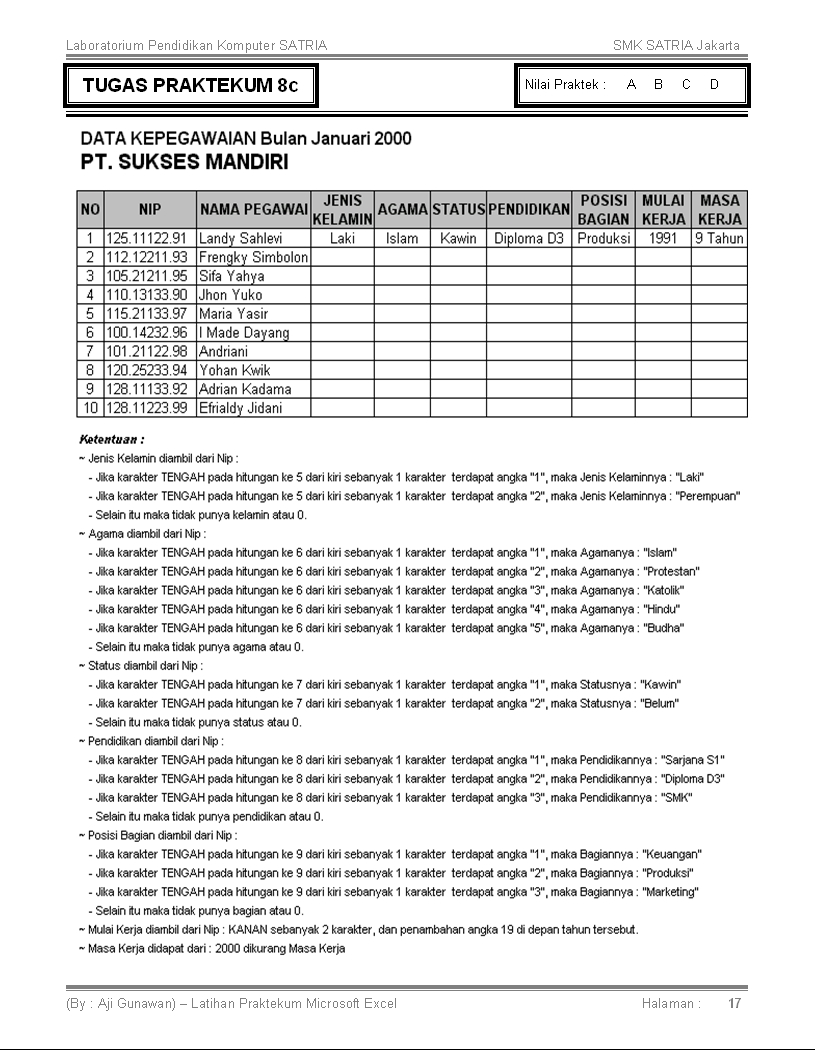 Laboratorium Pendidikan Komputer SATRIA SMK SATRIA Jakarta
TUGAS PRAKTEKUM 8c Nilai Praktek : A B C D
DATA KEPEGAWAIAN Bulan Januari 2000
PT. SUKSES MANDIRI
NO NIP NAMA PEGAWAI JENIS KELAMIN AGAMA STATUS PENDIDIKAN POSISI BAGIAN MULAI KERJA MASA KERJA
1 125.11122.91 Landy Sahlevi Laki Islam Kawin Diploma D3 Produksi 1991 9 Tahun
2 112.12211.93 Frengky Simbolon
3 105.21211.95 Sifa Yahya
4 110.13133.90 Jhon Yuko
5 115.21133.97 Maria Yasir
6 100.14232.96 I Made Dayang
7 101.21122.98 Andriani
8 120.25233.94 Yohan Kwik
9 128.11133.92 Adrian Kadama
10 128.11223.99 Efrialdy Jidani
Ketentuan :
~ Jenis Kelamin diambil dari Nip :
- Jika karakter TENGAH pada hitungan ke 5 dari kiri sebanyak 1 karakter terdapat angka "1", maka Jenis Kelaminnya : "Laki"
- Jika karakter TENGAH pada hitungan ke 5 dari kiri sebanyak 1 karakter terdapat angka "2", maka Jenis Kelaminnya : "Perempuan"
- Selain itu maka tidak punya kelamin atau 0.
~ Agama diambil dari Nip :
- Jika karakter TENGAH pada hitungan ke 6 dari kiri sebanyak 1 karakter terdapat angka "1", maka Agamanya : "Islam"
- Jika karakter TENGAH pada hitungan ke 6 dari kiri sebanyak 1 karakter terdapat angka "2", maka Agamanya : "Protestan"
- Jika karakter TENGAH pada hitungan ke 6 dari kiri sebanyak 1 karakter terdapat angka "3", maka Agamanya : "Katolik"
- Jika karakter TENGAH pada hitungan ke 6 dari kiri sebanyak 1 karakter terdapat angka "4", maka Agamanya : "Hindu"
- Jika karakter TENGAH pada hitungan ke 6 dari kiri sebanyak 1 karakter terdapat angka "5", maka Agamanya : "Budha"
- Selain itu maka tidak punya agama atau 0.
~ Status diambil dari Nip :
- Jika karakter TENGAH pada hitungan ke 7 dari kiri sebanyak 1 karakter terdapat angka "1", maka Statusnya : "Kawin"
- Jika karakter TENGAH pada hitungan ke 7 dari kiri sebanyak 1 karakter terdapat angka "2", maka Statusnya : "Belum"
- Selain itu maka tidak punya status atau 0.
~ Pendidikan diambil dari Nip :
- Jika karakter TENGAH pada hitungan ke 8 dari kiri sebanyak 1 karakter terdapat angka "1", maka Pendidikannya : "Sarjana S1"
- Jika karakter TENGAH pada hitungan ke 8 dari kiri sebanyak 1 karakter terdapat angka "2", maka Pendidikannya : "Diploma D3"
- Jika karakter TENGAH pada hitungan ke 8 dari kiri sebanyak 1 karakter terdapat angka "3", maka Pendidikannya : "SMK"
- Selain itu maka tidak punya pendidikan atau 0.
~ Posisi Bagian diambil dari Nip :
- Jika karakter TENGAH pada hitungan ke 9 dari kiri sebanyak 1 karakter terdapat angka "1", maka Bagiannya : "Keuangan"
- Jika karakter TENGAH pada hitungan ke 9 dari kiri sebanyak 1 karakter terdapat angka "2", maka Bagiannya : "Produksi"
- Jika karakter TENGAH pada hitungan ke 9 dari kiri sebanyak 1 karakter terdapat angka "3", maka Bagiannya : "Marketing"
- Selain itu maka tidak punya bagian atau 0.
~ Mulai Kerja diambil dari Nip : KANAN sebanyak 2 karakter, dan penambahan angka 19 di depan tahun tersebut.
~ Masa Kerja didapat dari : 2000 dikurang Masa Kerja
(By : Aji Gunawan) – Latihan Praktekum Microsoft Excel Halaman : 17